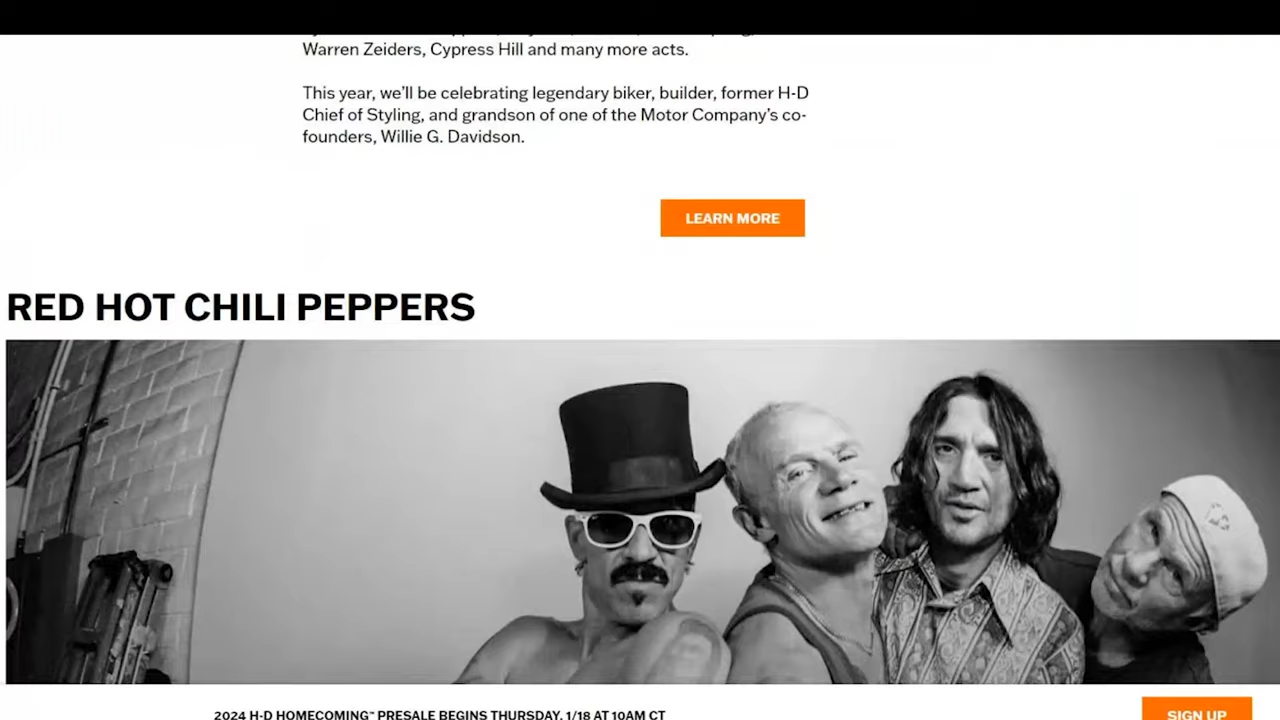 Warren Zeiders, Cypress Hill and many more acts.
This year, we’ll be celebrating legendary biker, builder, former H-D
Chief of Styling, and grandson of one of the Motor Company’s co-
founders, Willie G. Davidson.
LEARN MORE
RED HOT CHILI PEPPERS
2024 H-D HOMECOMING™ PRESALE BEGINS THURSDAY, 1/18 AT 10AM CT
SIGN UP